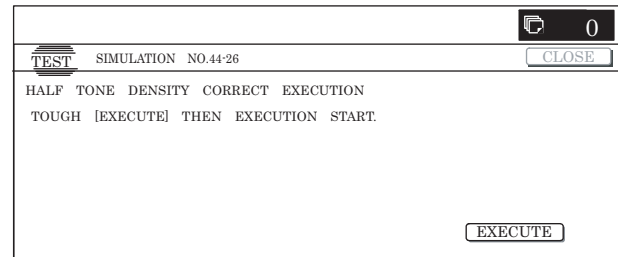 0
TEST SIMULATION NO.44-26 CLOSE
HALF TONE DENSITY CORRECT EXECUTION
TOUGH [EXECUTE] THEN EXECUTION START.
EXECUTE